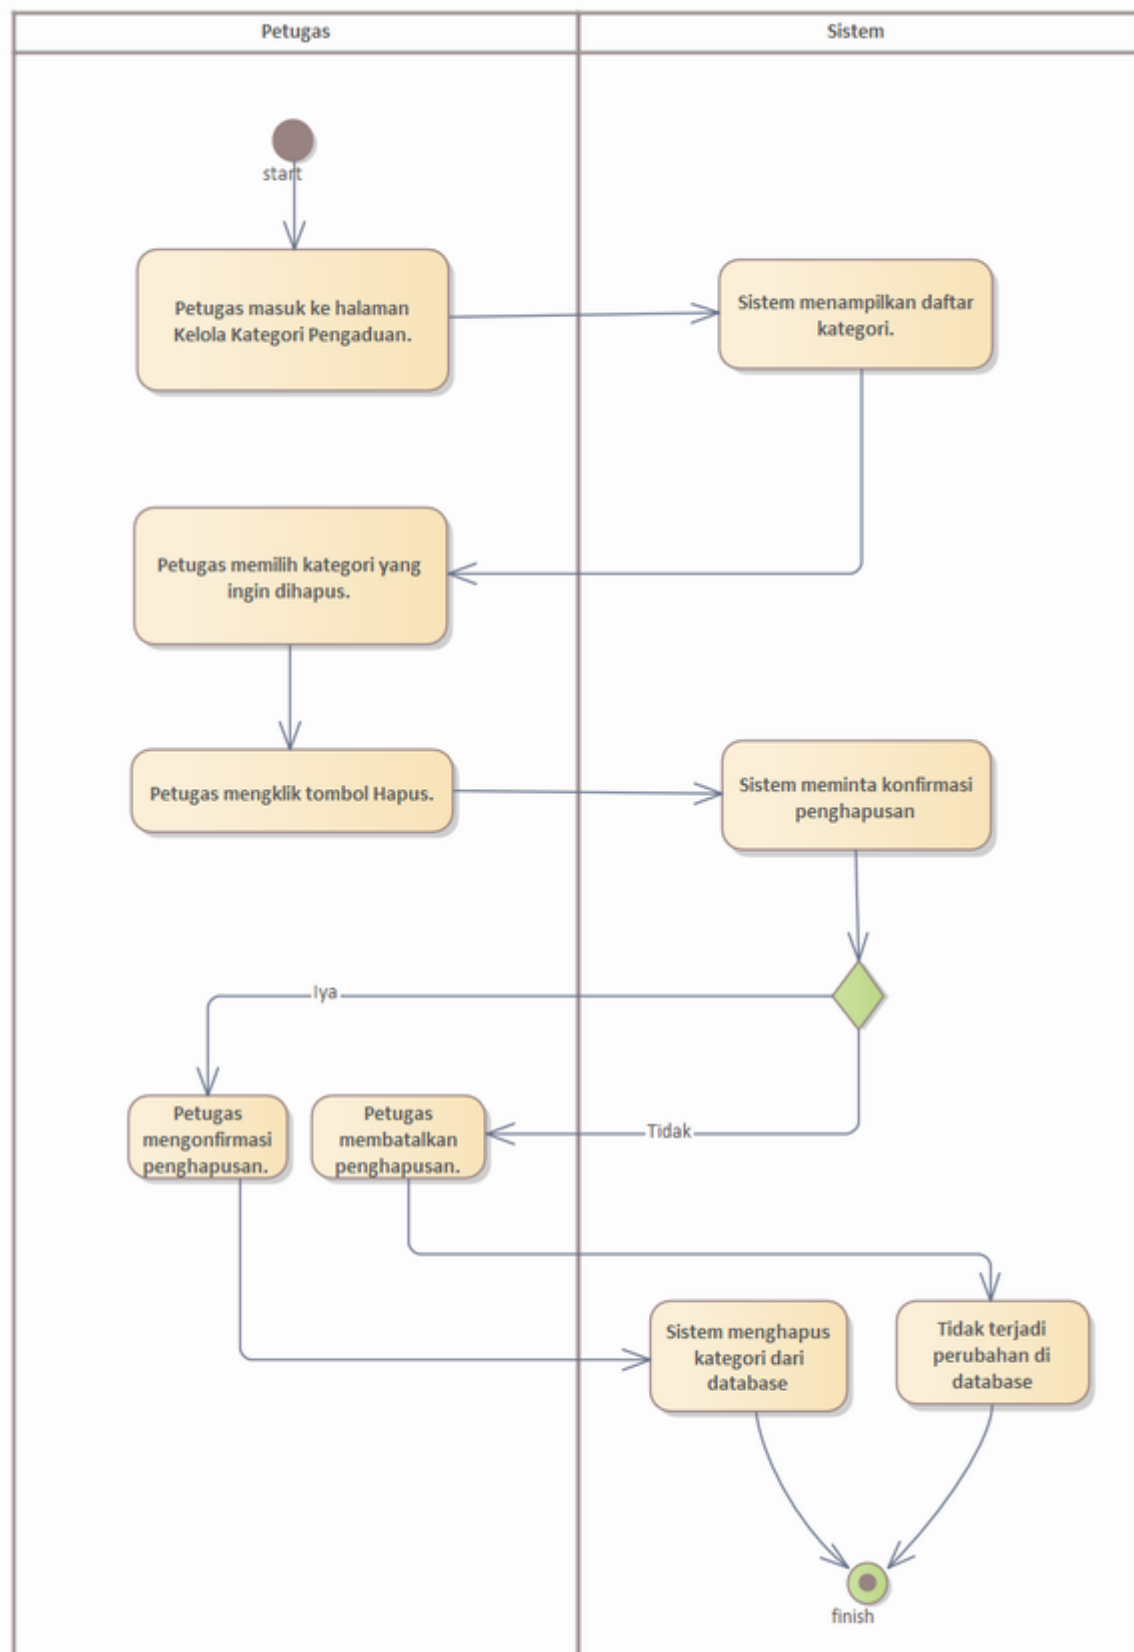 Petugas
Sistem
start
Petugas masuk ke halaman
Kelola Kategori Pengaduan.
Sistem menampilkan daftar
kategori.
Petugas memilih kategori yang
ingin dihapus.
Petugas mengklik tombol Hapus.
Sistem meminta konfirmasi
penghapusan
Iya
Petugas
mengonfirmasi
penghapusan.
Petugas
membatalkan
penghapusan.
Tidak
Sistem menghapus
kategori dari
database
Tidak terjadi
perubahan di
database
finish